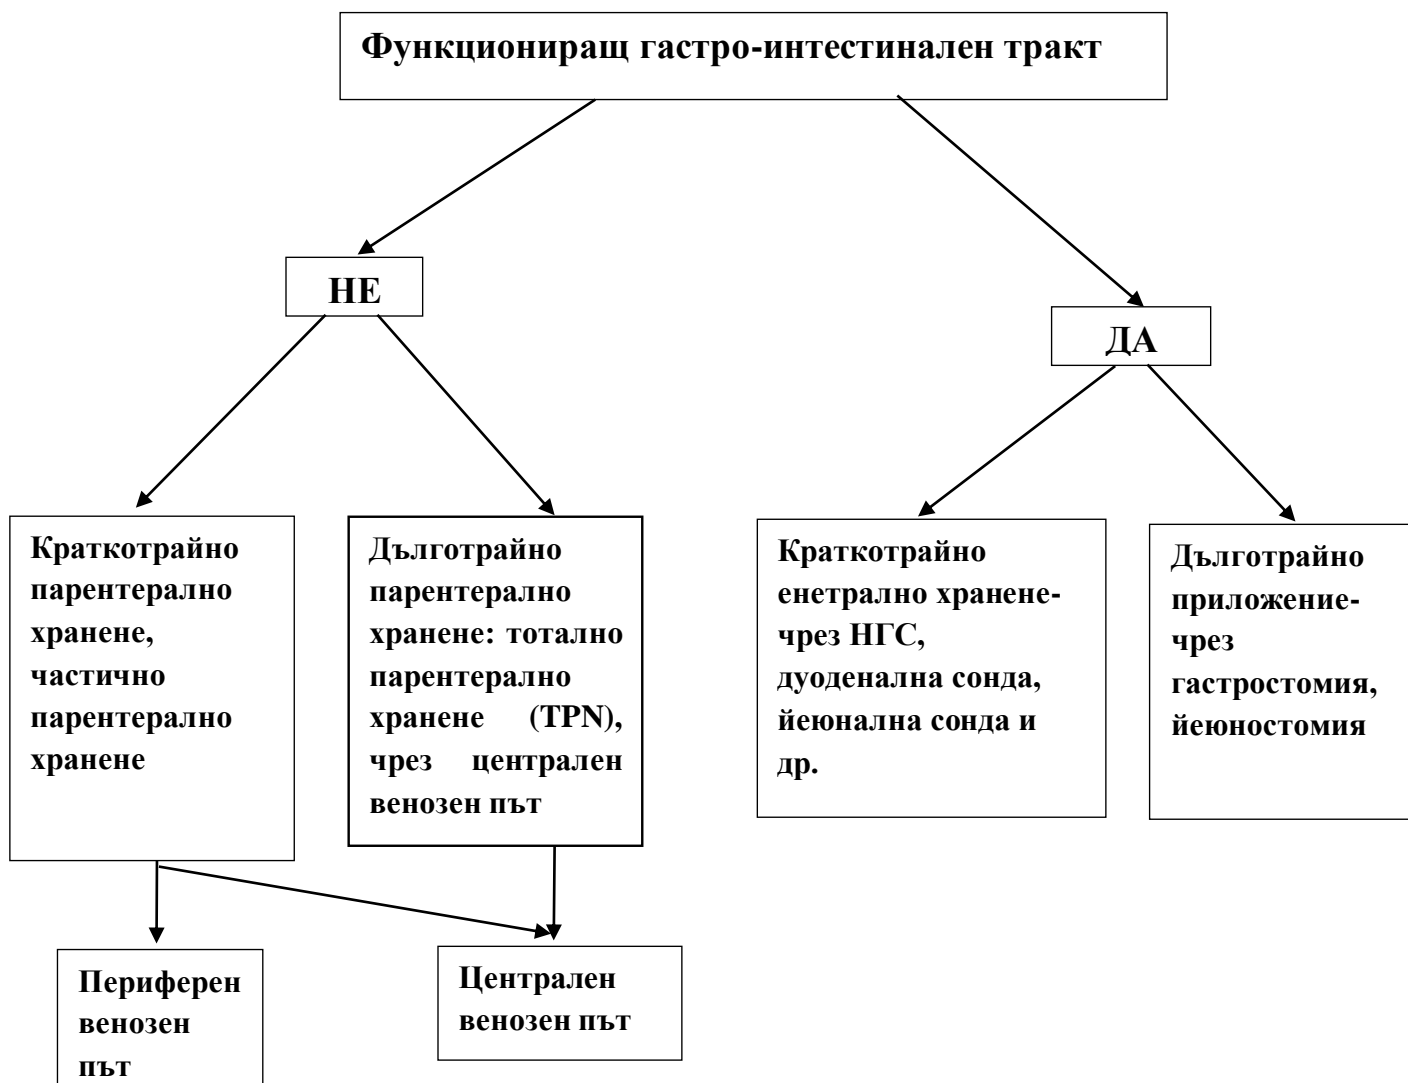 Функциониращ гастро-интестинален тракт
НЕ
ДА
Краткотрайно
парентерално
хранене,
частично
парентерално
хранене
Дълготрайно
парентерално
хранене: тотално
парентерално
хранене (TPN),
чрез централен
венозен път
Краткотрайно
енетрално хранене-
чрез НГС,
дуоденална сонда,
йеюнална сонда и
др.
Дълготрайно
приложение-
чрез
гастростомия,
йеюностомия
Периферен
венозен
път
Централен
венозен път